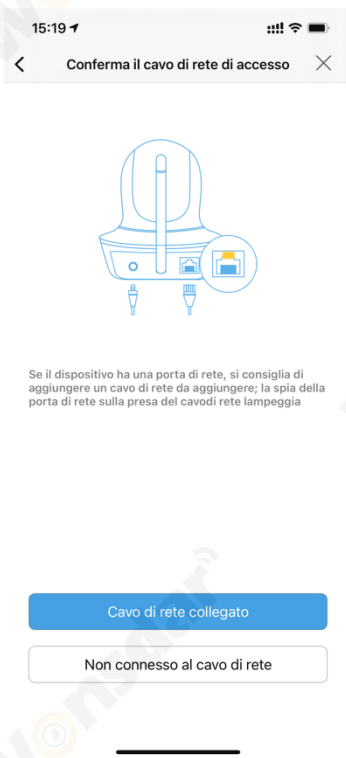 15:19
Conferma il cavo di rete di accesso
Se il dispositivo ha una porta di rete, si consiglia di
aggiungere un cavo di rete da aggiungere; la spia della
porta di rete sulla presa del cavodi rete lampeggia
Cavo di rete collegato
Non connesso al cavo di rete